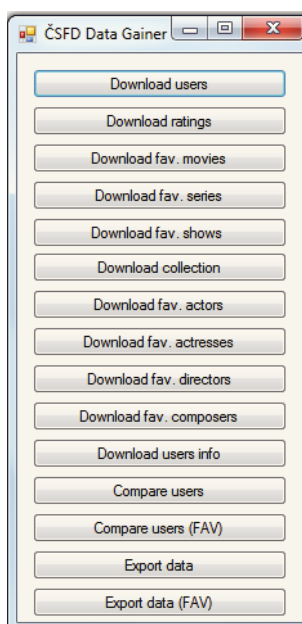 ČSFD Data Gainer
Download users
Download ratings
Download fav. movies
Download fav. series
Download fav. shows
Download collection
Download fav. actors
Download fav. actresses
Download fav. directors
Download fav. composers
Download users info
Compare users
Compare users (FAV)
Export data
Export data (FAV)